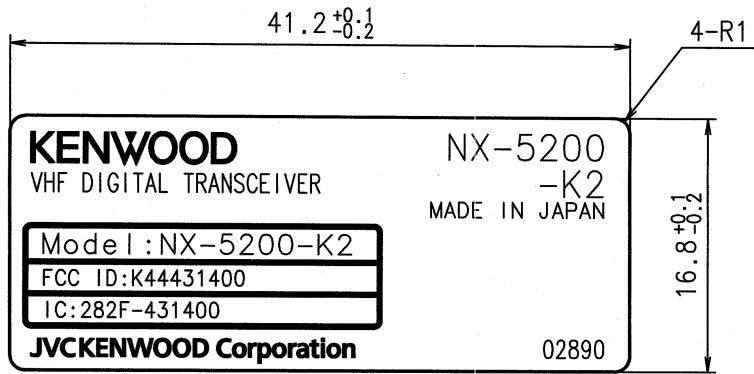 41.2 +0.1 -0.2
4-R1
KENWOOD
NX-5200
-K2
VHF DIGITAL TRANSCEIVER
MADE IN JAPAN
16.8 +0.1 -0.2
Model:NX-5200-K2
FCC ID:K44431400
IC:282F-431400
JVCKENWOOD Corporation
02890